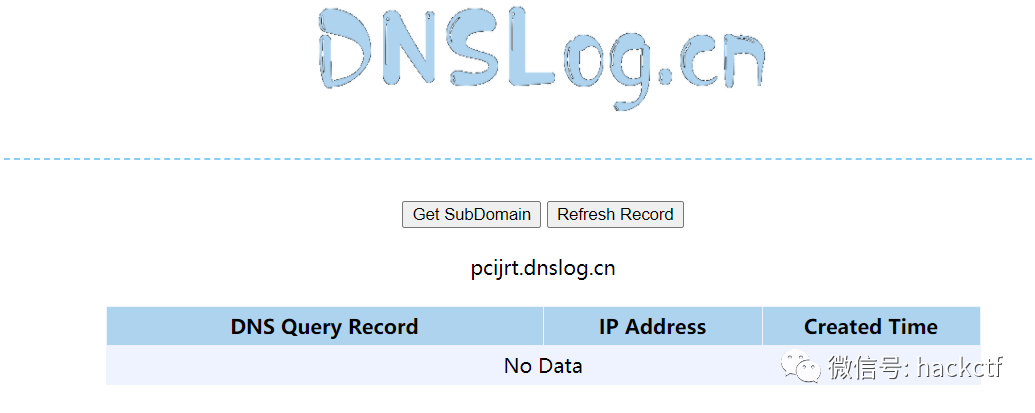 DNSLog.cn
Get SubDomain Refresh Record
pcijrt.dnslog.cn
DNS Query Record IP Address Created Time
No Data
微信号: hackctf